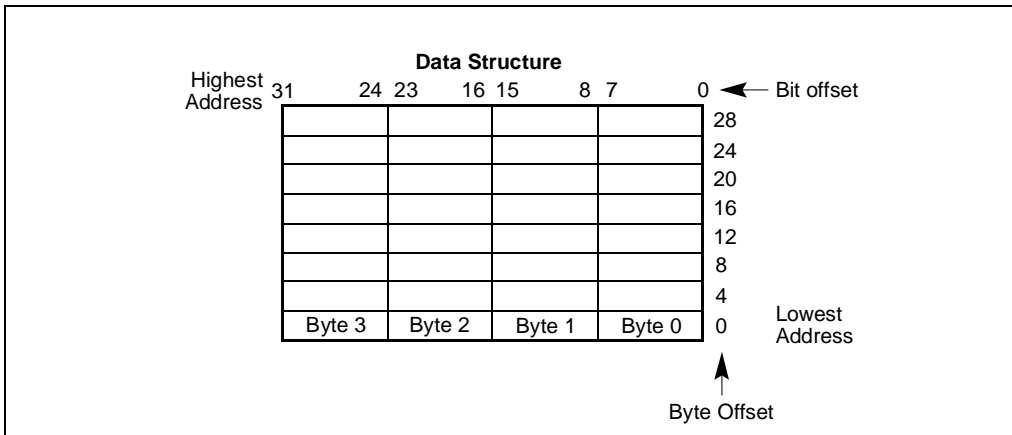 Data Structure
Highest
Address
31 24 23 16 15 8 7 0 Bit offset
28
24
20
16
12
8
4
Byte 3 Byte 2 Byte 1 Byte 0 0
Lowest
Address
Byte Offset